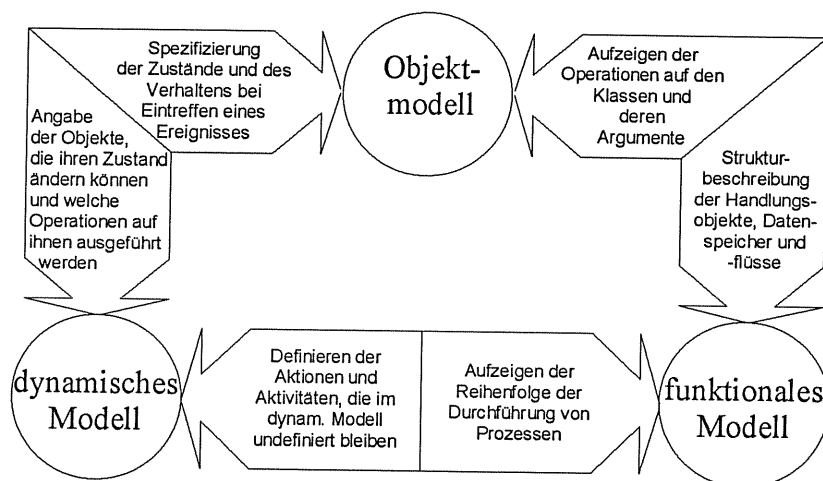 Spezifizierung
der Zustände und des
Verhaltens bei
Eintreffen eines
Ereignisses
Objekt-
modell
Aufzeigen der
Operationen auf den
Klassen und
deren
Argumente
Angabe
der Objekte,
die ihren Zustand
ändern können
und welche
Operationen auf
ihnen ausgeführt
werden
Struktur-
beschreibung
der Handlungs-
objekte, Daten-
speicher und
-flüsse
dynamisches
Modell
Definieren der
Aktionen und
Aktivitäten, die im
dynam. Modell
undefiniert bleiben
Aufzeigen der
Reihenfolge der
Durchführung von
Prozessen
funktionales
Modell